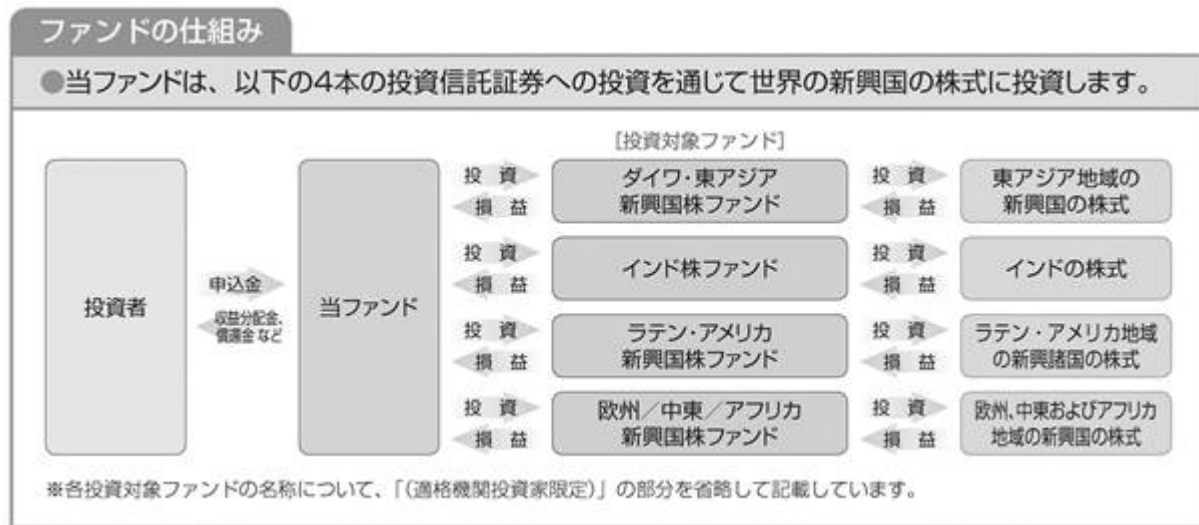 ファンドの仕組み
●当ファンドは、以下の4本の投資信託証券への投資を通じて世界の新興国の株式に投資します。
[投資対象ファンド]
投資者
申込金
収益分配金、
償還金 など
当ファンド
投 資
損 益
ダイワ・東アジア
新興国株ファンド
投 資
損 益
東アジア地域の
新興国の株式
投 資
損 益
インド株ファンド
投 資
損 益
インドの株式
投 資
損 益
ラテン・アメリカ
新興国株ファンド
投 資
損 益
ラテン・アメリカ地域
の新興諸国の株式
投 資
損 益
欧州／中東／アフリカ
新興国株ファンド
投 資
損 益
欧州、中東およびアフリカ
地域の新興国の株式
※各投資対象ファンドの名称について、「(適格機関投資家限定)」の部分を省略して記載しています。